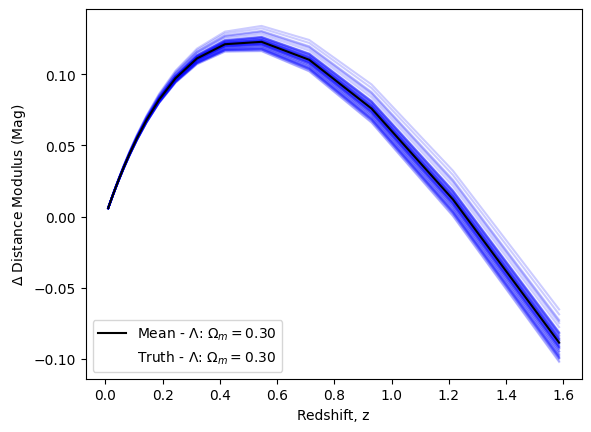 Δ Distance Modulus (Mag)
0.10
0.05
0.00
−0.05
−0.10
Mean - Λ: Ωₘ = 0.30
Truth - Λ: Ωₘ = 0.30
0.0 0.2 0.4 0.6 0.8 1.0 1.2 1.4 1.6
Redshift, z